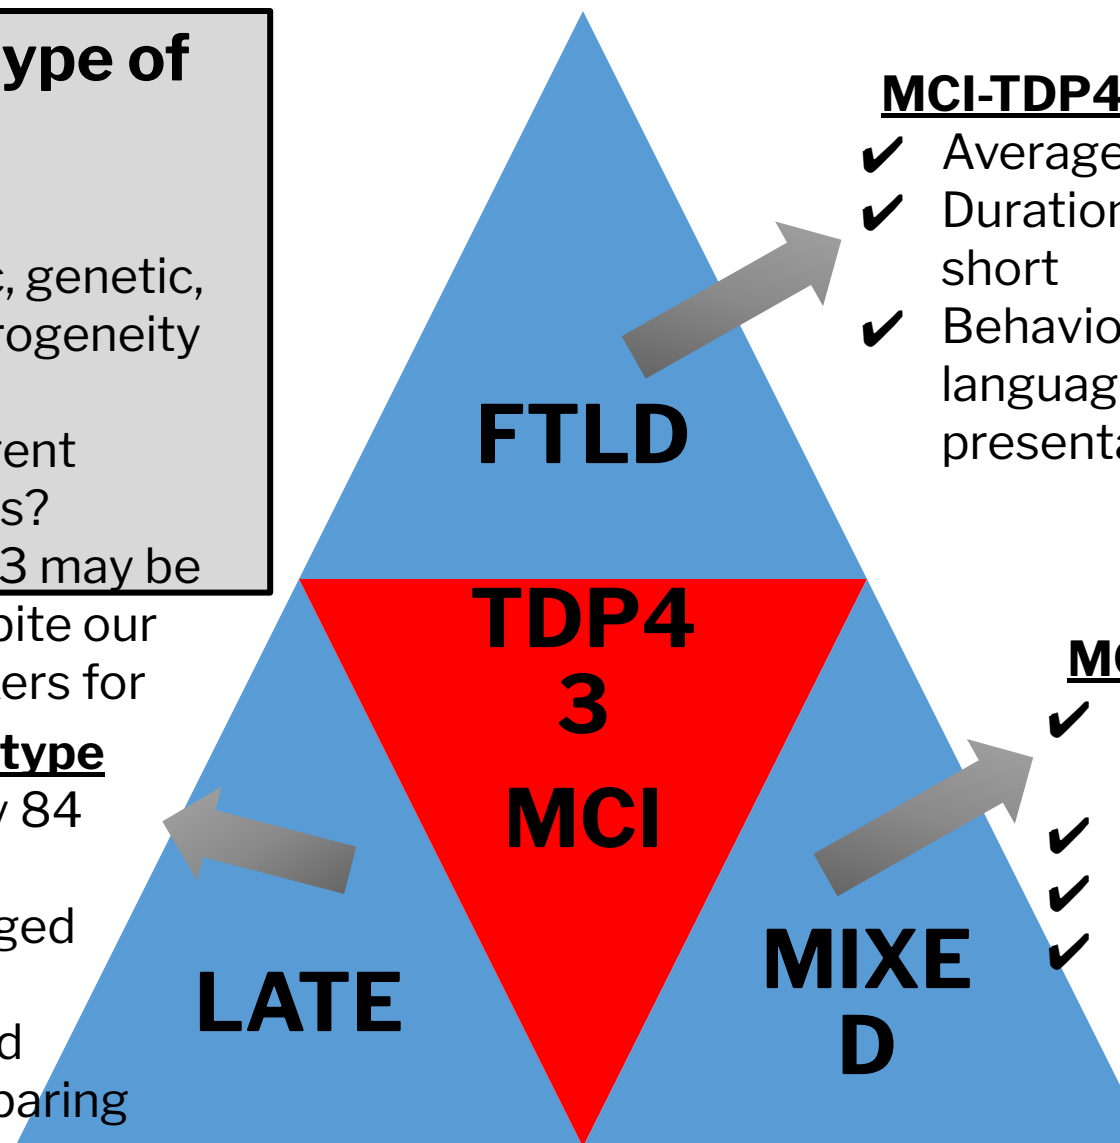 ype of
, genetic,
rogeneity
rent
s?
3 may be
pite our
ers for
type
84
ged
d
paring
FTLD
TDP4
3
MCI
LATE
MIXE
D
MCI-TDP4
✔ Average
✔ Duration
short
✔ Behavio
languag
presenta
MC
✔
✔
✔
✔